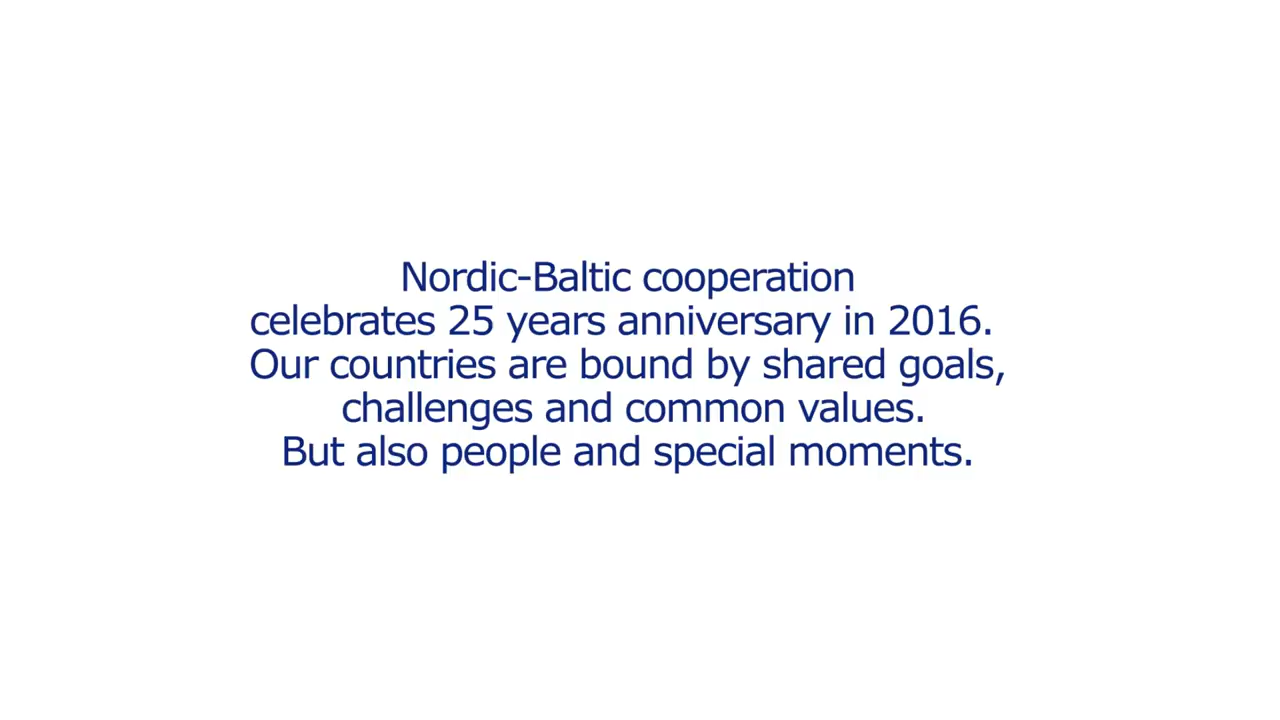 Nordic-Baltic cooperation
celebrates 25 years anniversary in 2016.
Our countries are bound by shared goals,
challenges and common values.
But also people and special moments.